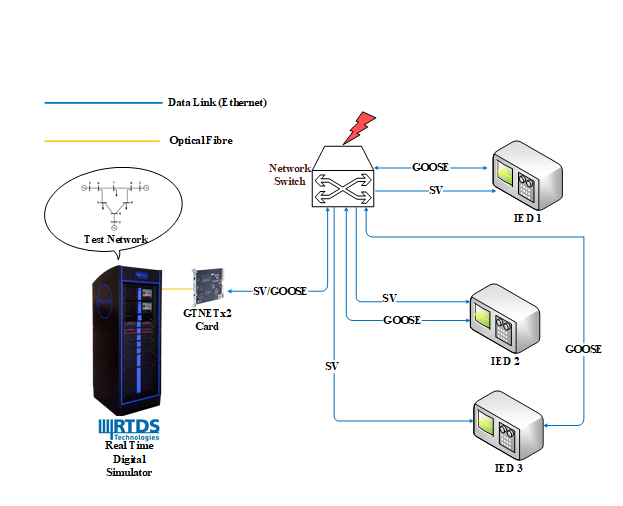 Data Link (Ethernet)
Optical Fibre
Network
Switch
GOOSE
SV
IED 1
Test Network
SV/GOOSE
GTNETx2
Card
SV
GOOSE
IED 2
GOOSE
SV
RTDS
Technologies
Real Time
Digital
Simulator
IED 3